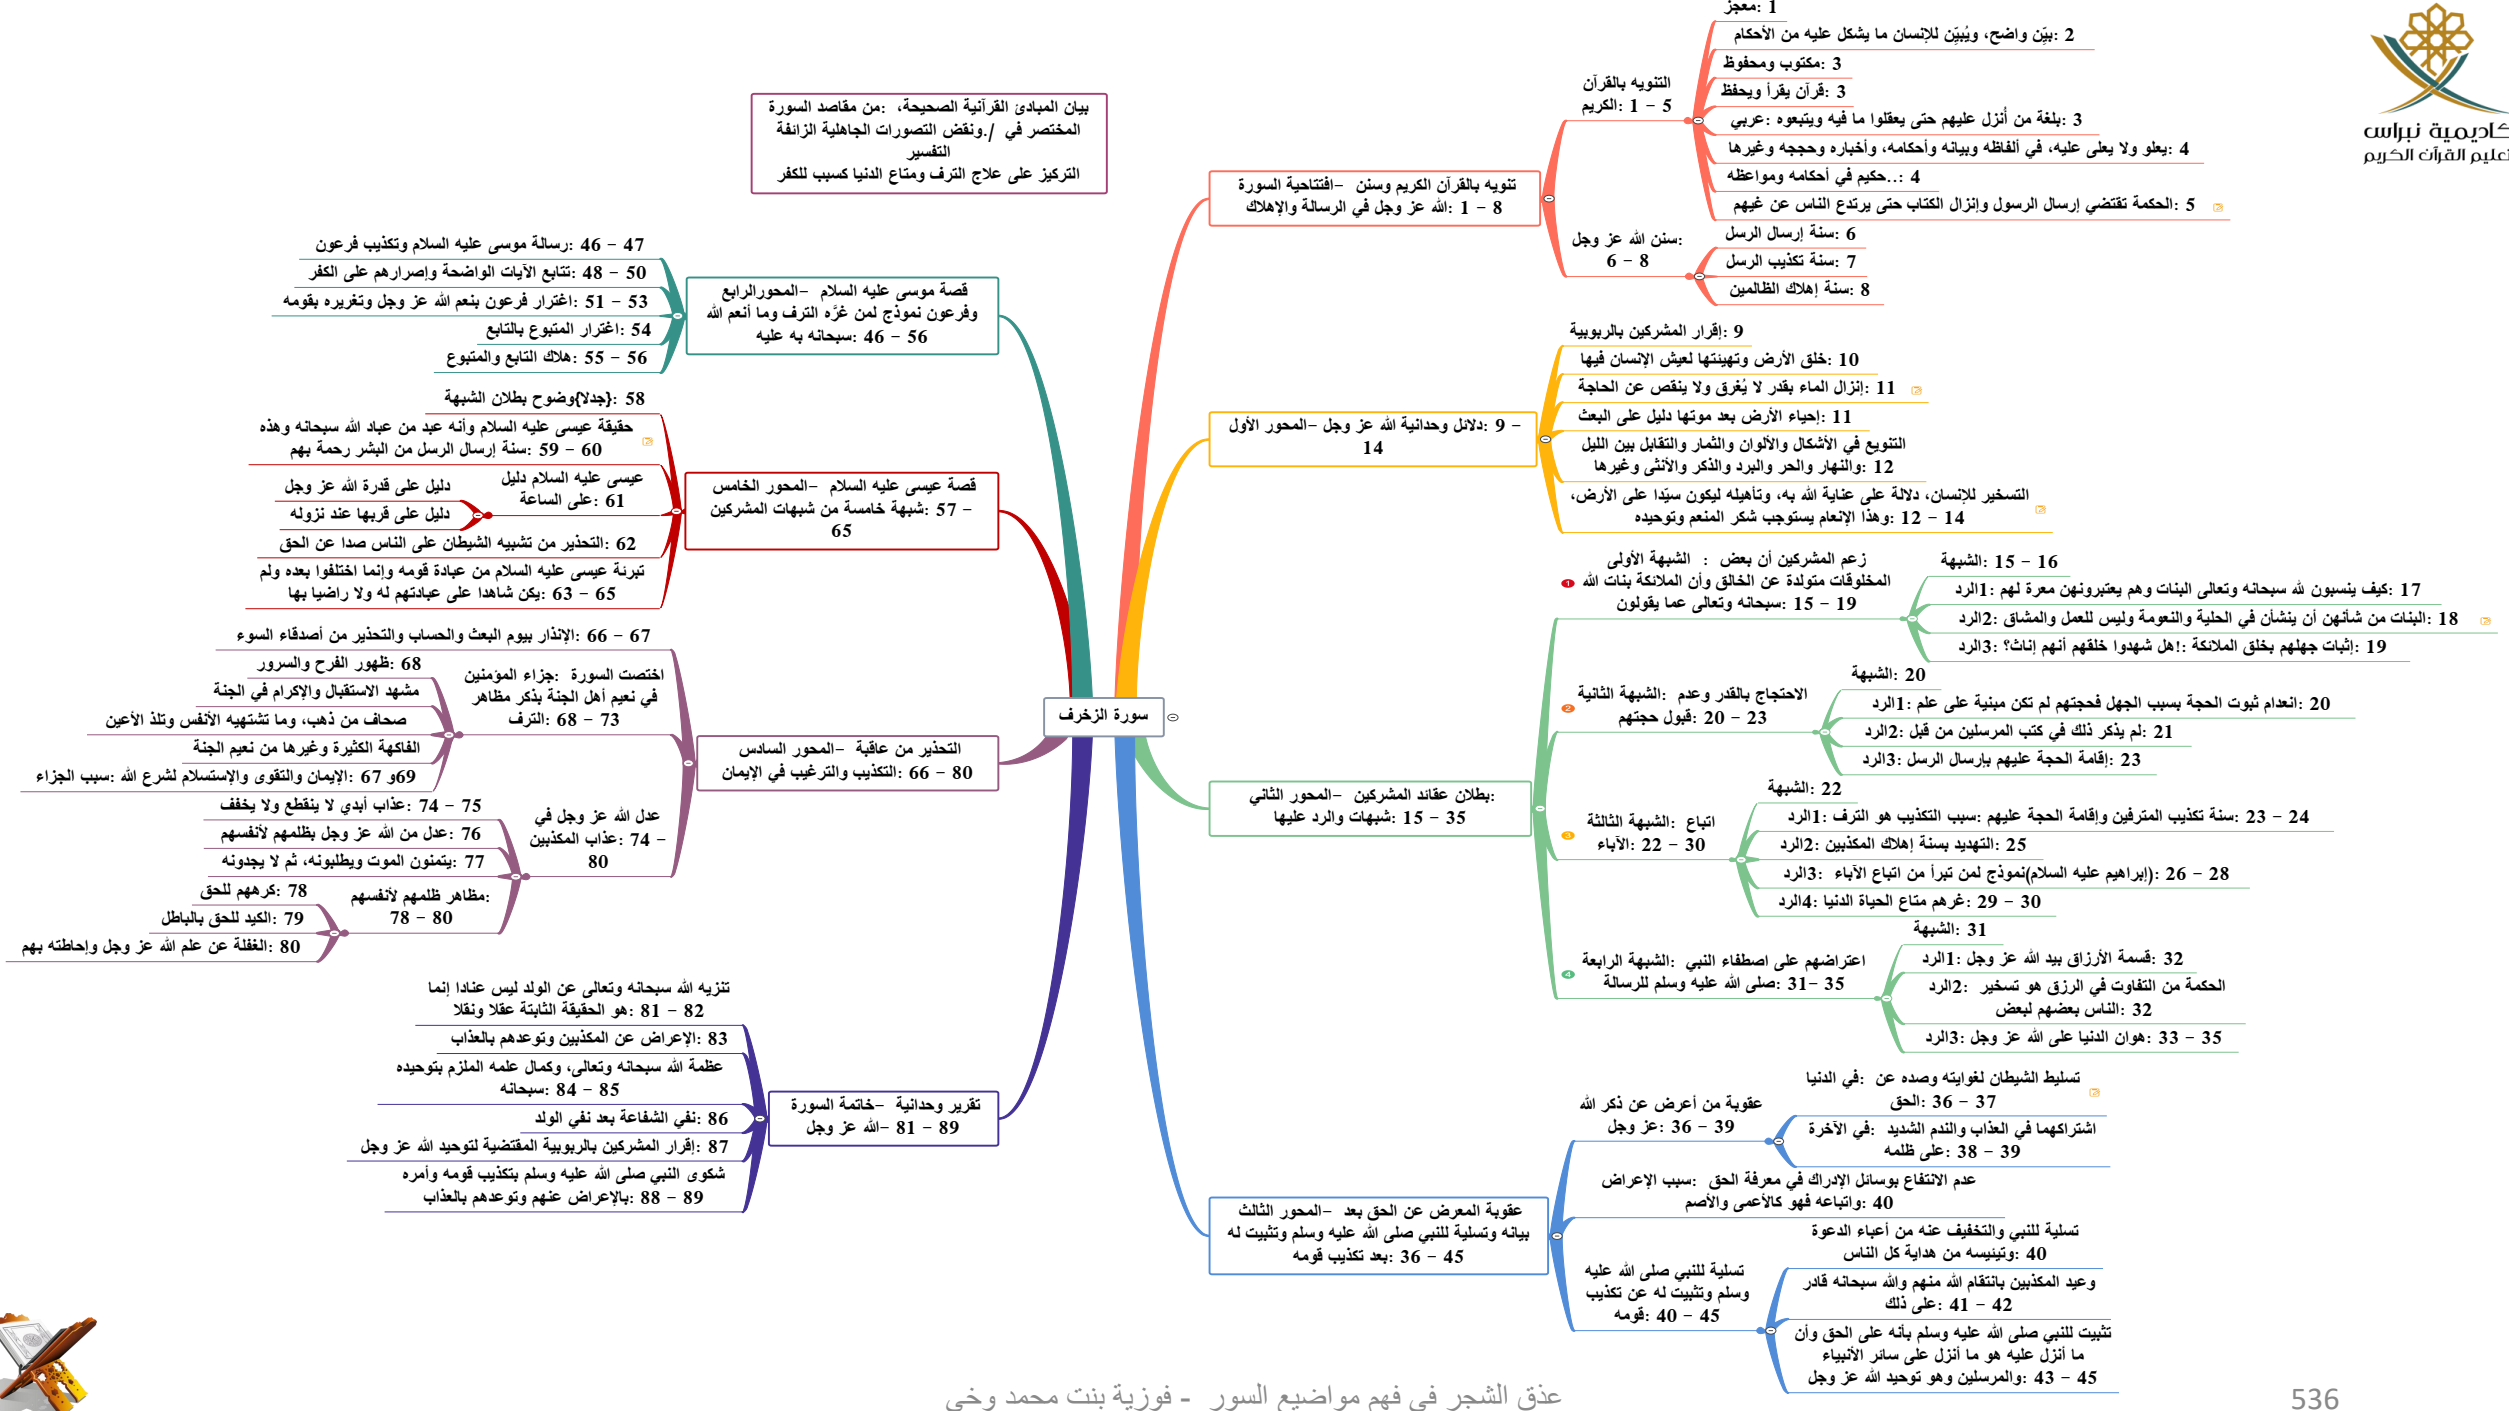 أكاديمية نبراس
لتعليم القرآن الكريم
سورة الزخرف
بيان المبادئ القرآنية الصحيحة، :من مقاصد السورة
المختصر في /.ونقض التصورات الجاهلية الزائفة
التفسير
التركيز على علاج الترف ومتاع الدنيا كسبب للكفر
تنويه بالقرآن الكريم وسنن –افتتاحية السورة
الله عز وجل في الرسالة والإهلاك: 1 – 8
التنويه بالقرآن
الكريم: 1 – 5
1 :معجز
2 :بيِّن واضح، ويُبيِّن للإنسان ما يشكل عليه من الأحكام
3 :مكتوب ومحفوظ
3 :قرآن يقرأ ويحفظ
3 :بلغة من أُنزل عليهم حتى يعقلوا ما فيه ويتبعوه :عربي
4 :يعلو ولا يعلى عليه، في ألفاظه وبيانه وأحكامه، وأخباره وحججه وغيرها
4 :..حكيم في أحكامه ومواعظه
5 :الحكمة تقتضي إرسال الرسول وإنزال الكتاب حتى يرتدع الناس عن غيهم
سنن الله عز وجل:
6 – 8
6 :سنة إرسال الرسل
7 :سنة تكذيب الرسل
8 :سنة إهلاك الظالمين
دلائل وحدانية الله عز وجل –المحور الأول: 9 –
14
9 :إقرار المشركين بالربوبية
10 :خلق الأرض وتهيئتها لعيش الإنسان فيها
11 :إنزال الماء بقدر لا يُغرق ولا ينقص عن الحاجة
11 :إحياء الأرض بعد موتها دليل على البعث
التنويع في الأشكال والألوان والثمار والتقابل بين الليل
12 :والنهار والحر والبرد والذكر والأنثى وغيرها
التسخير للإنسان، دلالة على عناية الله به، وتأهيله ليكون سيّدا على الأرض،
12 – 14 :وهذا الإنعام يستوجب شكر المنعم وتوحيده
بطلان عقائد المشركين –المحور الثاني:
شبهات والرد عليها: 15 – 35
زعم المشركين أن بعض : الشبهة الأولى
المخلوقات متولدة عن الخالق وأن الملائكة بنات الله
سبحانه وتعالى عما يقولون: 15 – 19
15 – 16 :الشبهة
17 :كيف ينسبون لله سبحانه وتعالى البنات وهم يعتبرونهن معرة لهم :الرد1
18 :البنات من شأنهن أن ينشأن في الحلية والنعومة وليس للعمل والمشاق :الرد2
19 :إثبات جهلهم بخلق الملائكة :!هل شهدوا خلقهم أنهم إناث؟ :الرد3
الاحتجاج بالقدر وعدم :الشبهة الثانية
قبول حجتهم: 20 – 23
20 :الشبهة
20 :انعدام ثبوت الحجة بسبب الجهل فحجتهم لم تكن مبنية على علم :الرد1
21 :لم يذكر ذلك في كتب المرسلين من قبل :الرد2
23 :إقامة الحجة عليهم بإرسال الرسل :الرد3
اتباع :الشبهة الثالثة
الآباء: 22 – 30
22 :الشبهة
23 – 24 :سنة تكذيب المترفين وإقامة الحجة عليهم :سبب التكذيب هو الترف :الرد1
25 :التهديد بسنة إهلاك المكذبين :الرد2
26 – 28 :(إبراهيم عليه السلام)نموذج لمن تبرأ من اتباع الآباء :الرد3
29 – 30 :غرهم متاع الحياة الدنيا :الرد4
اعتراضهم على اصطفاء النبي :الشبهة الرابعة
صلى الله عليه وسلم للرسالة: 31– 35
31 :الشبهة
32 :قسمة الأرزاق بيد الله عز وجل :الرد1
الحكمة من التفاوت في الرزق هو تسخير :الرد2
32 :الناس بعضهم لبعض
33 – 35 :هوان الدنيا على الله عز وجل :الرد3
عقوبة المعرض عن الحق بعد –المحور الثالث
بيانه وتسلية للنبي صلى الله عليه وسلم وتثبيت له
بعد تكذيب قومه: 36 – 45
عقوبة من أعرض عن ذكر الله
عز وجل: 36 – 39
تسليط الشيطان لغوايته وصده عن :في الدنيا
الحق: 36 – 37
اشتراكهما في العذاب والندم الشديد :في الآخرة
على ظلمه: 38 – 39
عدم الانتفاع بوسائل الإدراك في معرفة الحق :سبب الإعراض
40 :واتباعه فهو كالأعمى والأصم
تسلية للنبي صلى الله عليه
وسلم وتثبيت له عن تكذيب
قومه: 40 – 45
تسلية للنبي والتخفيف عنه من أعباء الدعوة
40 :وتيئيسه من هداية كل الناس
وعيد المكذبين بانتقام الله منهم والله سبحانه قادر
على ذلك: 41 – 42
تثبيت للنبي صلى الله عليه وسلم بأنه على الحق وأن
ما أنزل عليه هو ما أنزل على سائر الأنبياء
والمرسلين وهو توحيد الله عز وجل: 43 – 45
قصة موسى عليه السلام –المحورالرابع
وفرعون نموذج لمن غرَّه الترف وما أنعم الله
سبحانه به عليه: 46 – 56
46 – 47 :رسالة موسى عليه السلام وتكذيب فرعون
48 – 50 :تتابع الآيات الواضحة وإصرارهم على الكفر
51 – 53 :اغترار فرعون بنعم الله عز وجل وتغريره بقومه
54 :اغترار المتبوع بالتابع
55 – 56 :هلاك التابع والمتبوع
قصة عيسى عليه السلام –المحور الخامس
شبهة خامسة من شبهات المشركين: 57 –
65
58 :{جدلا}وضوح بطلان الشبهة
حقيقة عيسى عليه السلام وأنه عبد من عباد الله سبحانه وهذه
سنة إرسال الرسل من البشر رحمة بهم: 59 – 60
عيسى عليه السلام دليل
على الساعة: 61
دليل على قدرة الله عز وجل
دليل على قربها عند نزوله
62 :التحذير من تشبيه الشيطان على الناس صدا عن الحق
تبرئة عيسى عليه السلام من عبادة قومه وإنما اختلفوا بعده ولم
يكن شاهدا على عبادتهم له ولا راضيا بها: 63 – 65
التحذير من عاقبة –المحور السادس
التكذيب والترغيب في الإيمان: 66 – 80
66 – 67 :الإنذار بيوم البعث والحساب والتحذير من أصدقاء السوء
اختصت السورة :جزاء المؤمنين
في نعيم أهل الجنة بذكر مظاهر
الترف: 68 – 73
68 :ظهور الفرح والسرور
مشهد الاستقبال والإكرام في الجنة
صحاف من ذهب، وما تشتهيه الأنفس وتلذ الأعين
الفاكهة الكثيرة وغيرها من نعيم الجنة
69و 67 :الإيمان والتقوى والإستسلام لشرع الله :سبب الجزاء
عدل الله عز وجل في
عذاب المكذبين: 74 –
80
74 – 75 :عذاب أبدي لا ينقطع ولا يخفف
76 :عدل من الله عز وجل بظلمهم لأنفسهم
77 :يتمنون الموت ويطلبونه، ثم لا يجدونه
مظاهر ظلمهم لأنفسهم:
78 – 80
78 :كرههم للحق
79 :الكيد للحق بالباطل
80 :الغفلة عن علم الله عز وجل وإحاطته بهم
تقرير وحدانية –خاتمة السورة
الله عز وجل– 81 – 89
تنزيه الله سبحانه وتعالى عن الولد ليس عنادا إنما
هو الحقيقة الثابتة عقلا ونقلا: 81 – 82
83 :الإعراض عن المكذبين وتوعدهم بالعذاب
عظمة الله سبحانه وتعالى، وكمال علمه الملزم بتوحيده
سبحانه: 84 – 85
86 :نفي الشفاعة بعد نفي الولد
87 :إقرار المشركين بالربوبية المقتضية لتوحيد الله عز وجل
شكوى النبي صلى الله عليه وسلم بتكذيب قومه وأمره
بالإعراض عنهم وتوعدهم بالعذاب: 88 – 89
عذق الشجر في فهم مواضيع السور - فوزية بنت محمد وخي
536